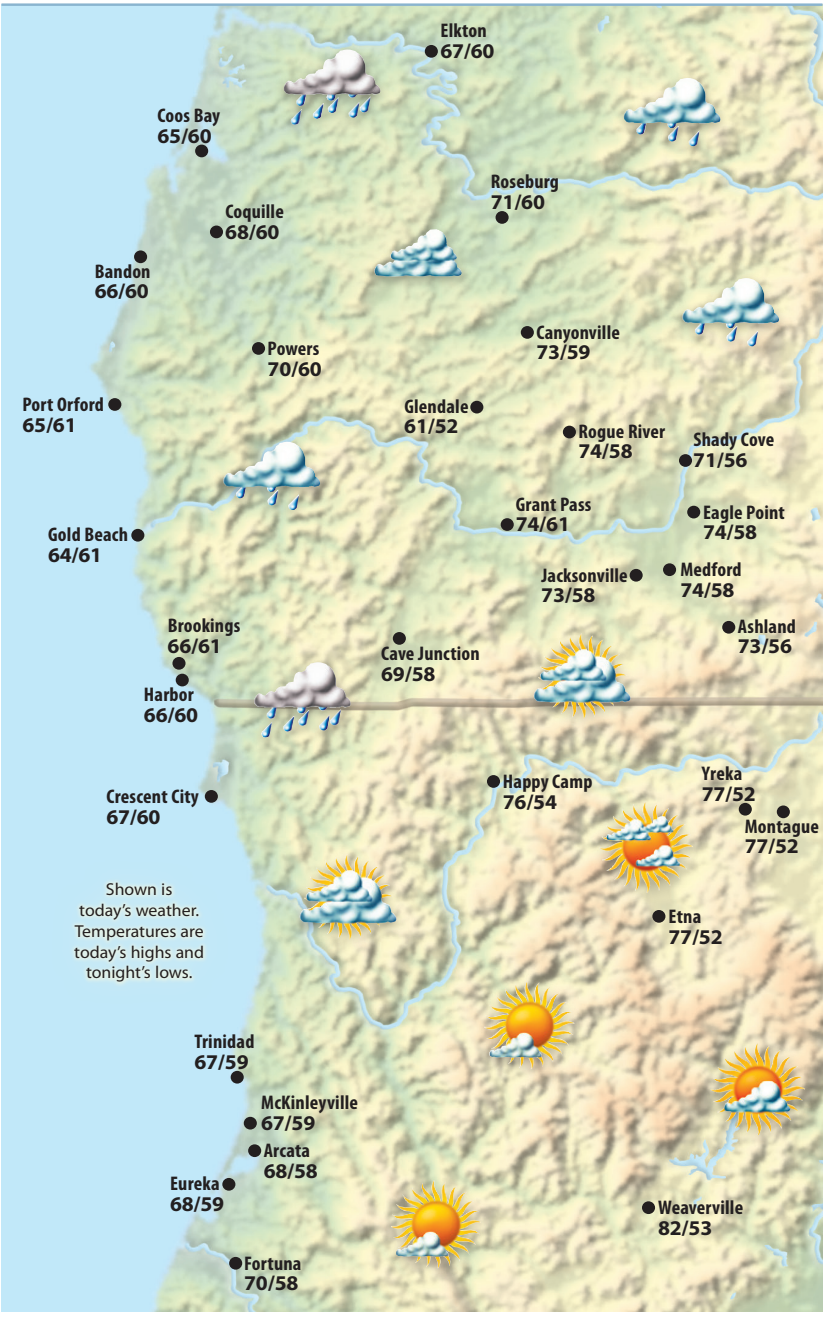 Elkton
67/60
Coos Bay
65/60
Roseburg
71/60
Coquille
68/60
Bandon
66/60
Canyonville
73/59
Powers
70/60
Port Orford
65/61
Glendale
61/52
Rogue River
74/58
Shady Cove
71/56
Grant Pass
74/61
Eagle Point
74/58
Gold Beach
64/61
Jacksonville
73/58
Medford
74/58
Brookings
66/61
Ashland
73/56
Cave Junction
69/58
Harbor
66/60
Crescent City
67/60
Happy Camp
76/54
Yreka
77/52
Montague
77/52
Shown is
today's weather.
Temperatures are
today's highs and
tonight's lows.
Etna
77/52
Trinidad
67/59
McKinleyville
67/59
Arcata
68/58
Eureka
68/59
Weaverville
82/53
Fortuna
70/58